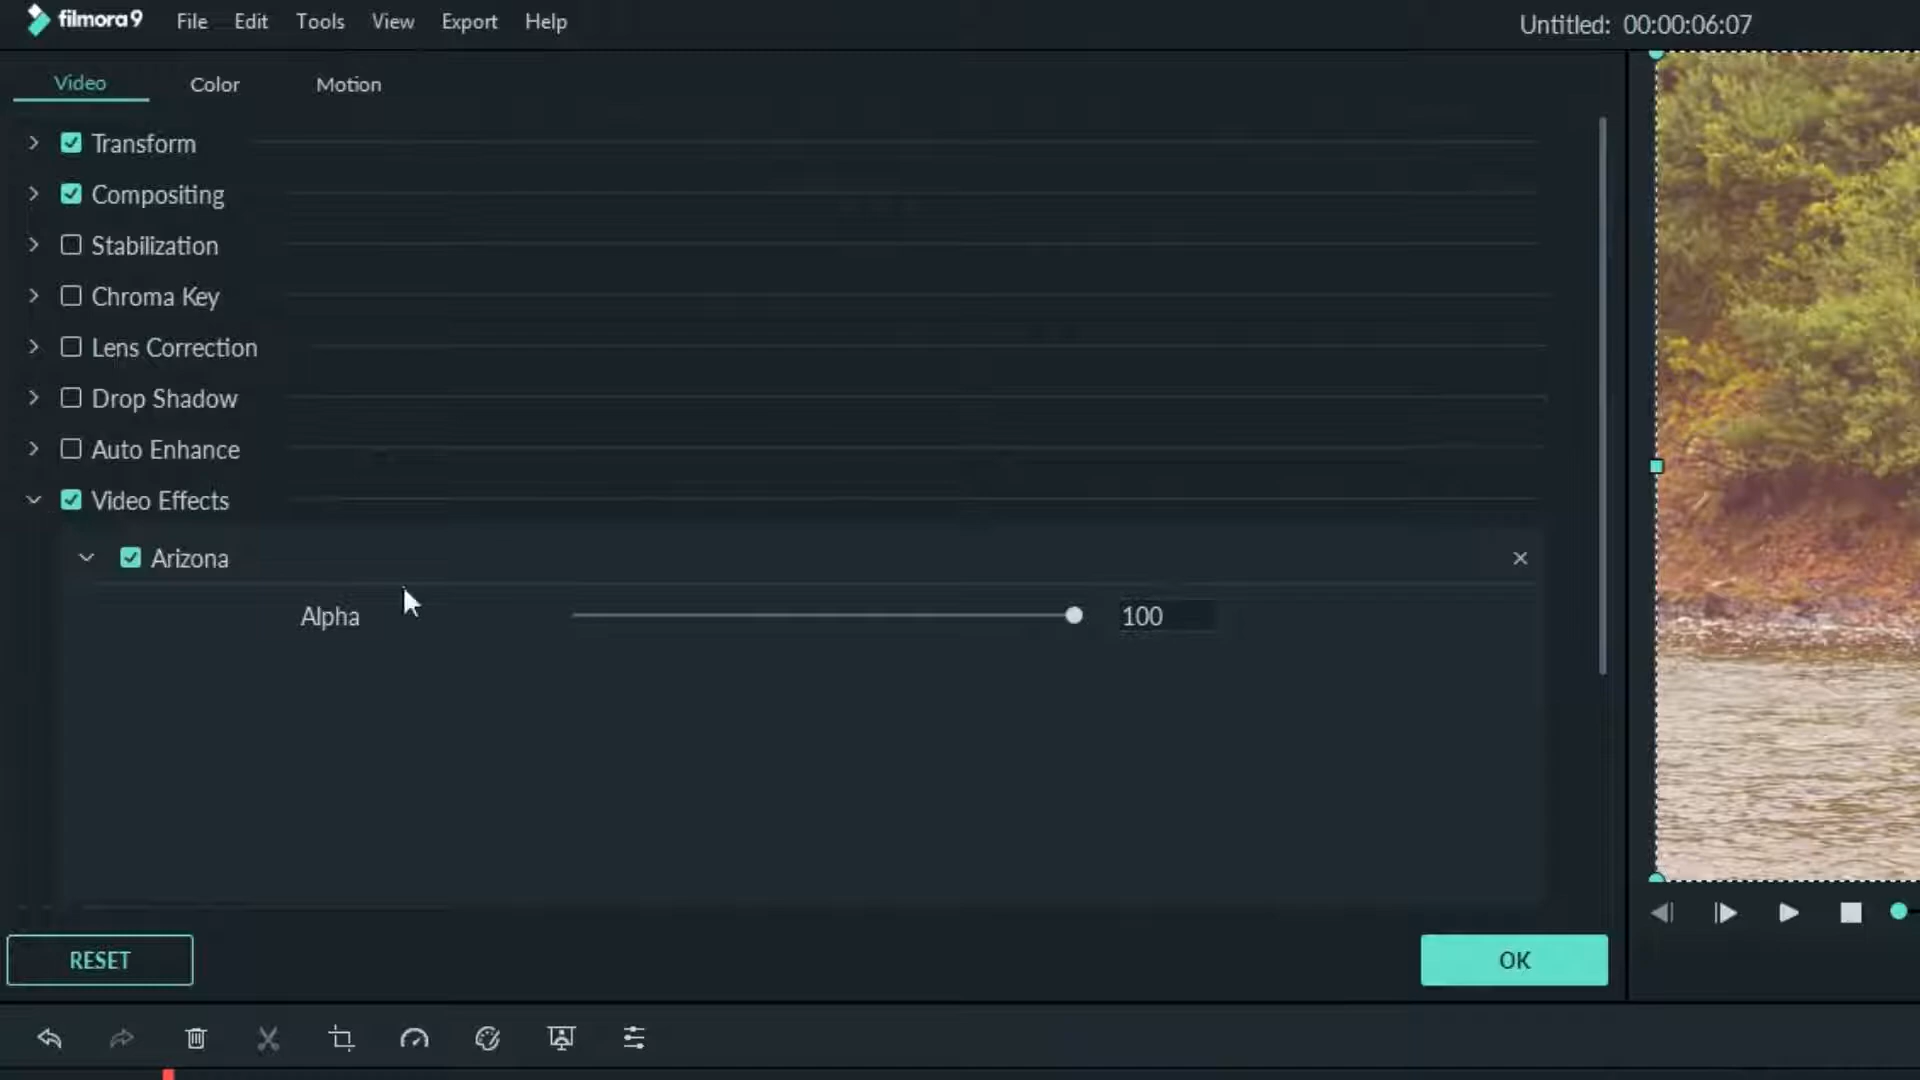 filmora9 File Edit Tools View Export Help Untitled: 00:00:06:07
Video Color Motion
Transform
Compositing
Stabilization
Chroma Key
Lens Correction
Drop Shadow
Auto Enhance
Video Effects
Arizona
Alpha 100
RESET OK